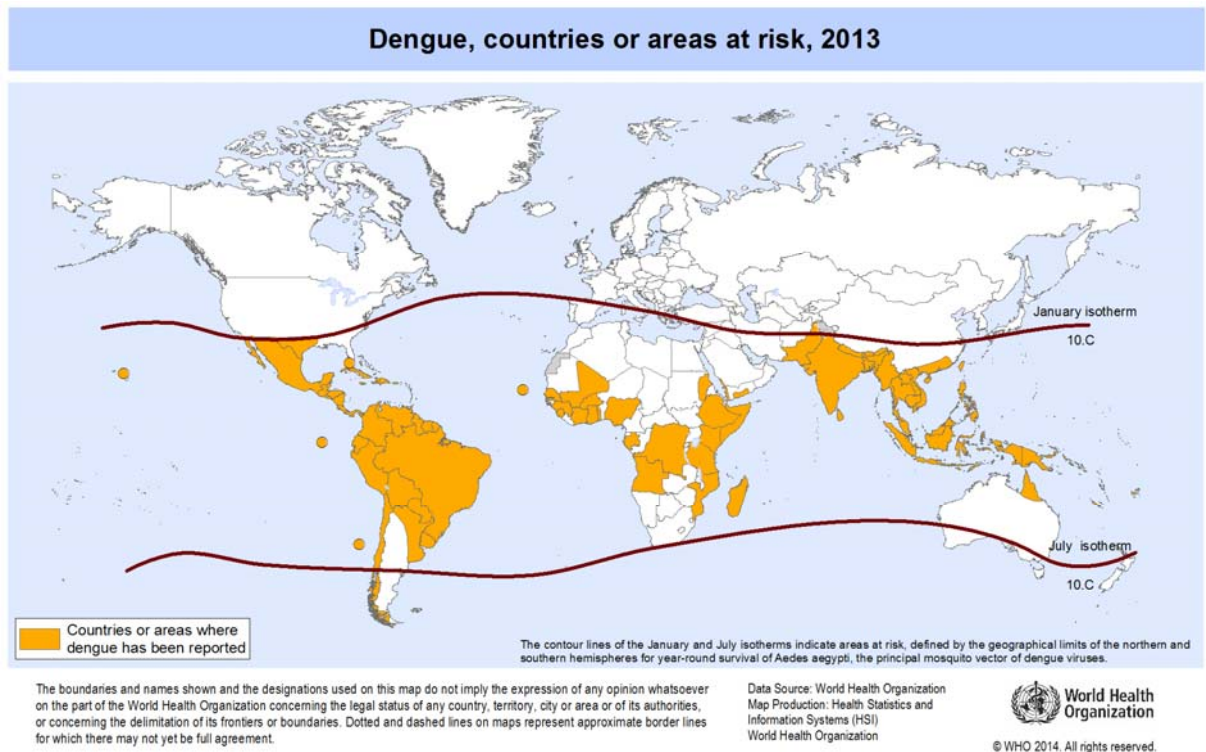 Dengue, countries or areas at risk, 2013
January isotherm
10.C
July isotherm
10.C
Countries or areas where
dengue has been reported
The contour lines of the January and July isotherms indicate areas at risk, defined by the geographical limits of the northern and
southern hemispheres for year-round survival of Aedes aegypti, the principal mosquito vector of dengue viruses.
The boundaries and names shown and the designations used on this map do not imply the expression of any opinion whatsoever
on the part of the World Health Organization concerning the legal status of any country, territory, city or area or of its authorities,
or concerning the delimitation of its frontiers or boundaries. Dotted and dashed lines on maps represent approximate border lines
for which there may not yet be full agreement.
Data Source: World Health Organization
Map Production: Health Statistics and
Information Systems (HSI)
World Health Organization
World Health
Organization
© WHO 2014. All rights reserved.